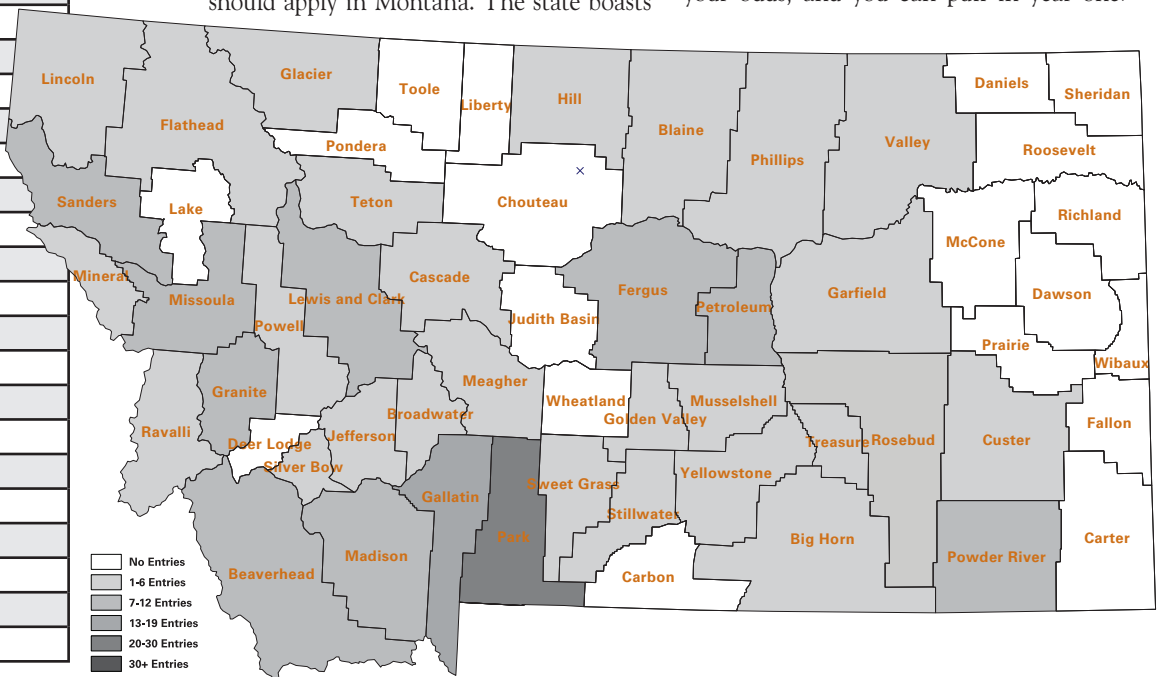 should apply in Montana. The state boasts
Lincoln
Glacier
Toole
Liberty
Hill
Daniels
Sheridan
Flathead
Pondera
Blaine
Phillips
Valley
Roosevelt
Sanders
Lake
Teton
Chouteau
McCone
Richland
Mineral
Missoula
Powell
Lewis and Clark
Cascade
Judith Basin
Fergus
Petroleum
Garfield
Dawson
Prairie
Wibaux
Granite
Meagher
Wheatland
Golden Valley
Musselshell
Ravalli
Deer Lodge
Silver Bow
Jefferson
Broadwater
Treasure
Rosebud
Custer
Fallon
Gallatin
Park
Sweet Grass
Stillwater
Yellowstone
Beaverhead
Madison
Carbon
Big Horn
Powder River
Carter
No Entries
1-6 Entries
7-12 Entries
13-19 Entries
20-30 Entries
30+ Entries